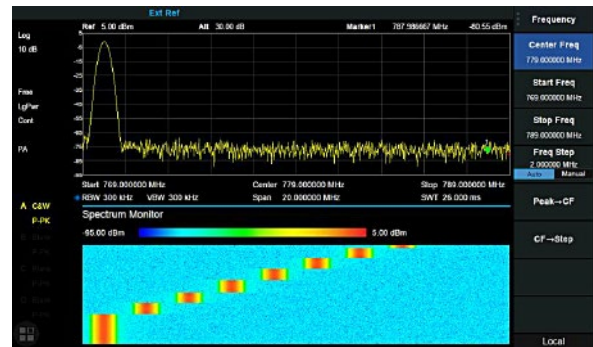 Ext Ref
Ref 5.00 dBm Att 30.00 dB Marker1 787.986667 MHz -80.55 dBm
Log
10 dB
Free
LgPwr
Cont
PA
Start 769.000000 MHz Center 779.000000 MHz Stop 789.000000 MHz
RBW 300 kHz VBW 300 kHz Span 20.000000 MHz SWT 26.000 ms
A C&W
P-PK
Spectrum Monitor
-95.00 dBm 5.00 dBm
Frequency
Center Freq
779.000000 MHz
Start Freq
769.000000 MHz
Stop Freq
789.000000 MHz
Freq Step
2.000000 MHz
Auto Manual
Peak→CF
CF→Step
Local